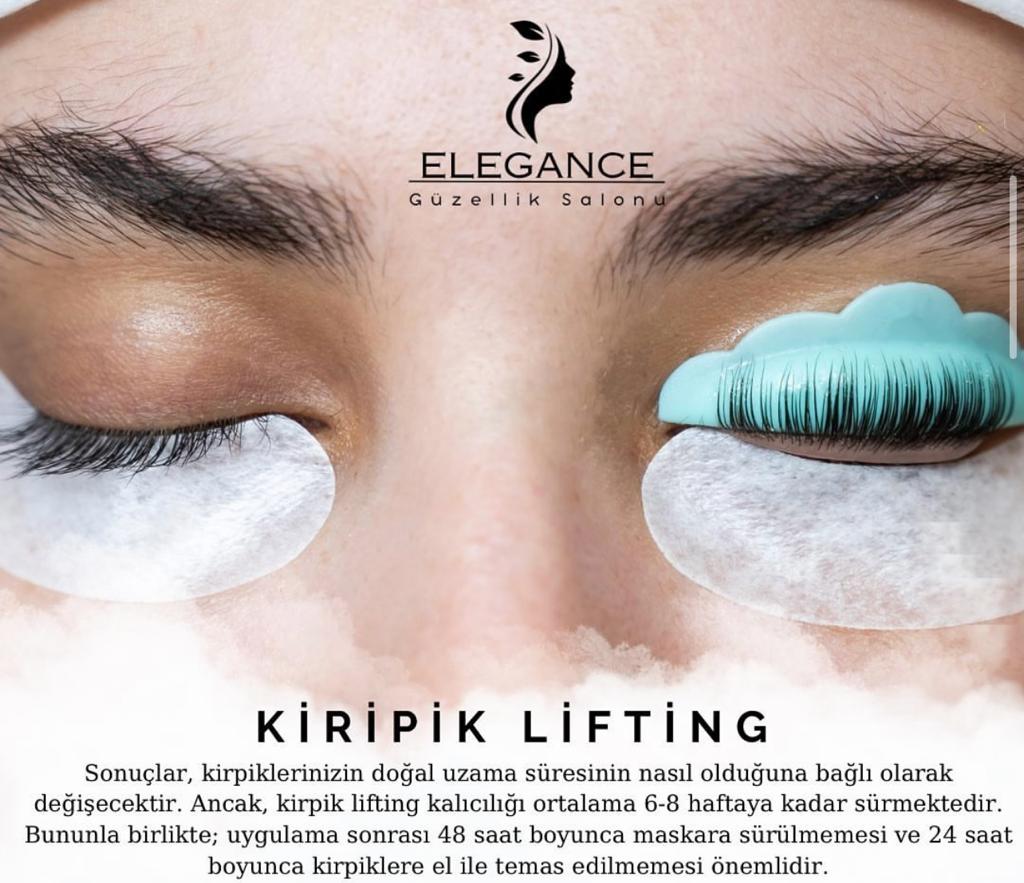 ELEGANCE
Güzellik Salonu
KİRİPİK LİFTİNG
Sonuçlar, kirpiklerinizin doğal uzama süresinin nasıl olduğuna bağlı olarak
değişecektir. Ancak, kirpik lifting kalıcılığı ortalama 6-8 haftaya kadar sürmektedir.
Bununla birlikte; uygulama sonrası 48 saat boyunca maskara sürülmemesi ve 24 saat
boyunca kirpiklere el ile temas edilmemesi önemlidir.